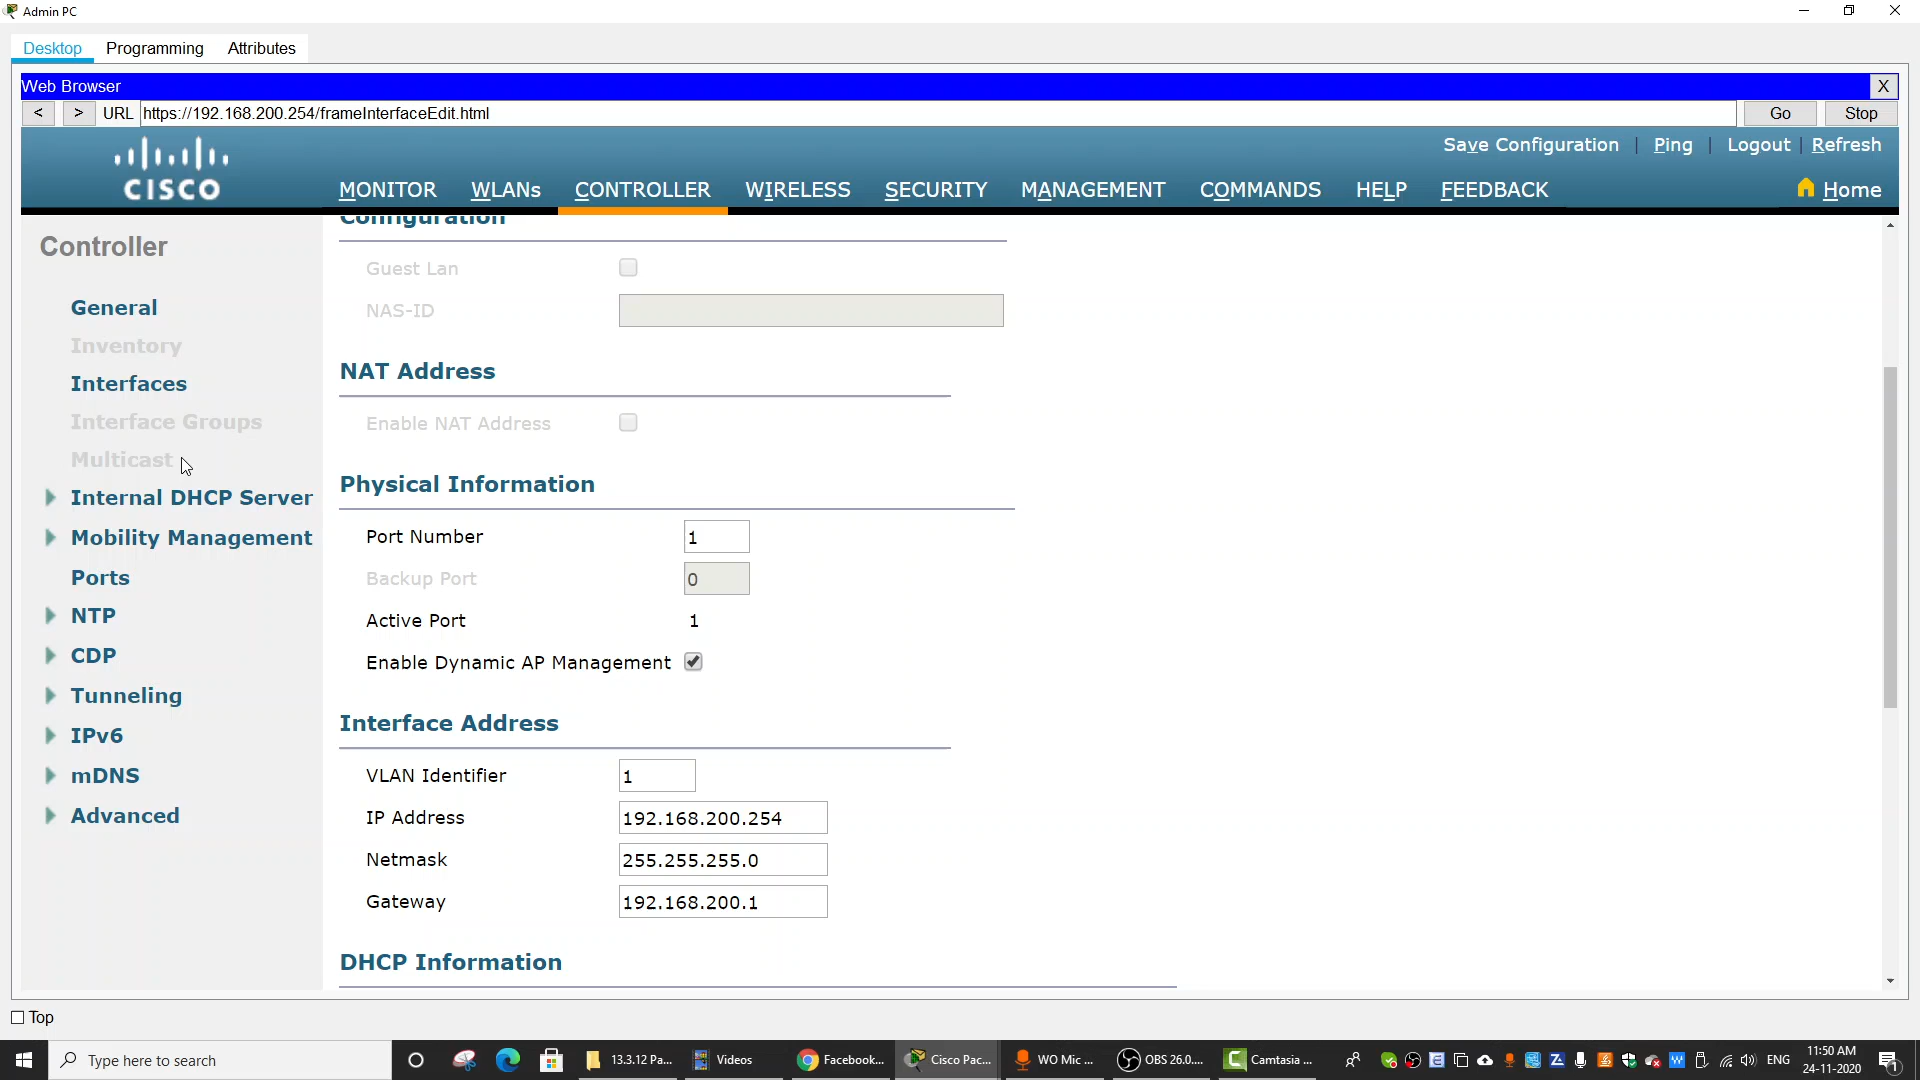 Admin PC
Desktop Programming Attributes
Web Browser X
< > URL https://192.168.200.254/frameInterfaceEdit.html Go Stop
Save Configuration | Ping | Logout | Refresh
CISCO
MONITOR WLANs CONTROLLER WIRELESS SECURITY MANAGEMENT COMMANDS HELP FEEDBACK Home
Controller
General
Inventory
Interfaces
Interface Groups
Multicast
Internal DHCP Server
Mobility Management
Ports
NTP
CDP
Tunneling
IPv6
mDNS
Advanced
Configuration
Guest Lan
NAS-ID
NAT Address
Enable NAT Address
Physical Information
Port Number 1
Backup Port 0
Active Port 1
Enable Dynamic AP Management
Interface Address
VLAN Identifier 1
IP Address 192.168.200.254
Netmask 255.255.255.0
Gateway 192.168.200.1
DHCP Information
Top
Type here to search
13.3.12 Pa...
Videos
Facebook...
Cisco Pac...
WO Mic ...
OBS 26.0....
Camtasia ...
ENG
11:50 AM
24-11-2020
1